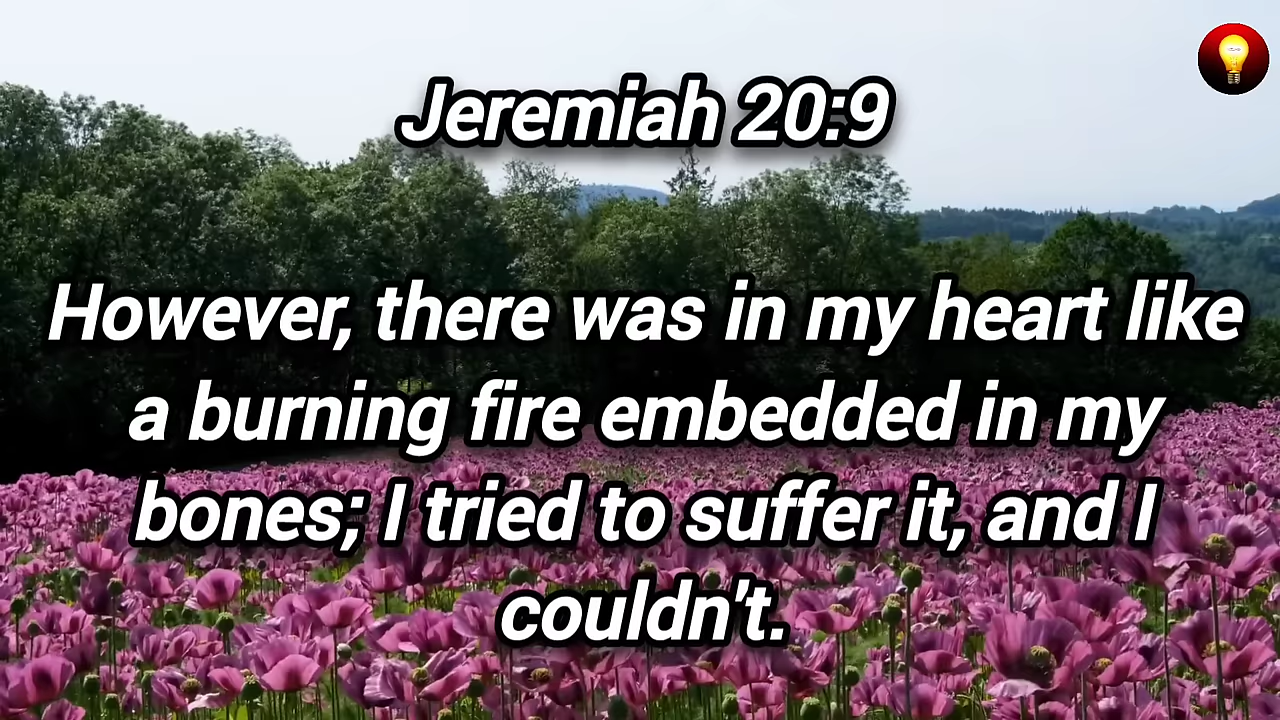 Jeremiah 20:9
However, there was in my heart like
a burning fire embedded in my
bones; I tried to suffer it, and I
couldn't.